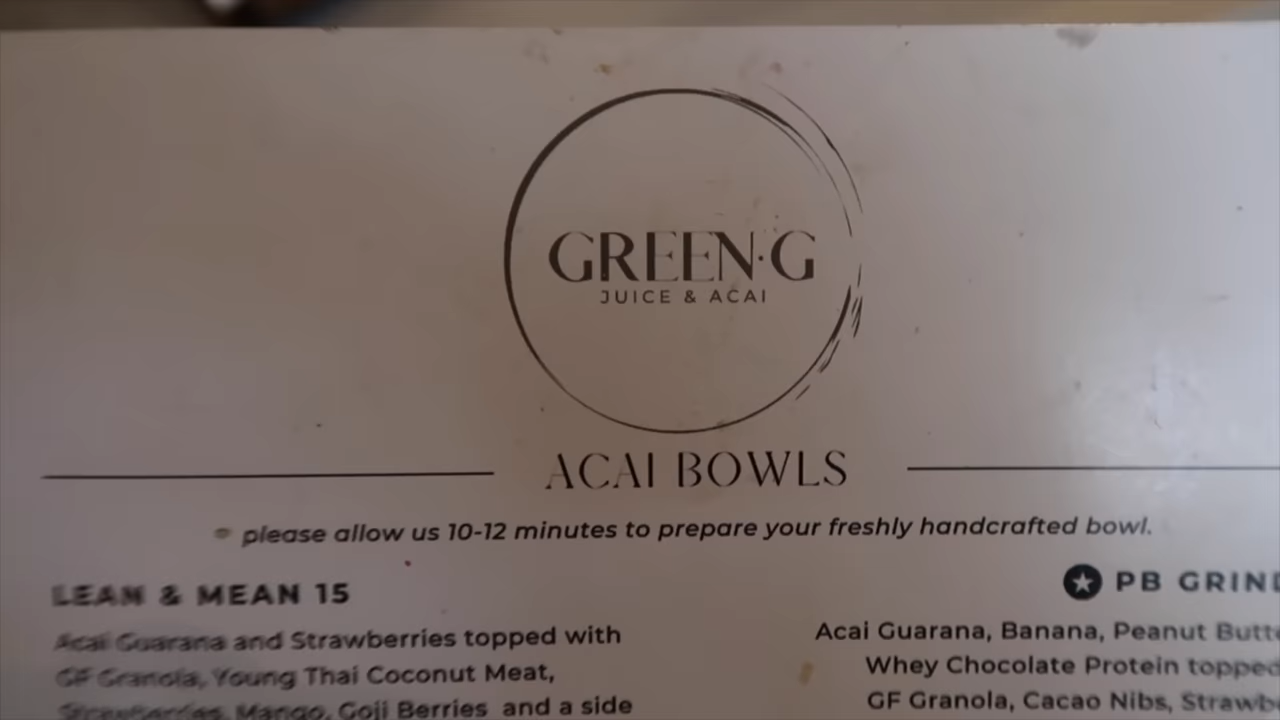 GREEN·G
JUICE & ACAI
ACAI BOWLS
please allow us 10-12 minutes to prepare your freshly handcrafted bowl.
LEAN & MEAN 15
Acai Guarana and Strawberries topped with
GF Granola, Young Thai Coconut Meat,
Strawberries, Mango, Goji Berries and a side
PB GRIND
Acai Guarana, Banana, Peanut Butte
Whey Chocolate Protein topped
GF Granola, Cacao Nibs, Strawb